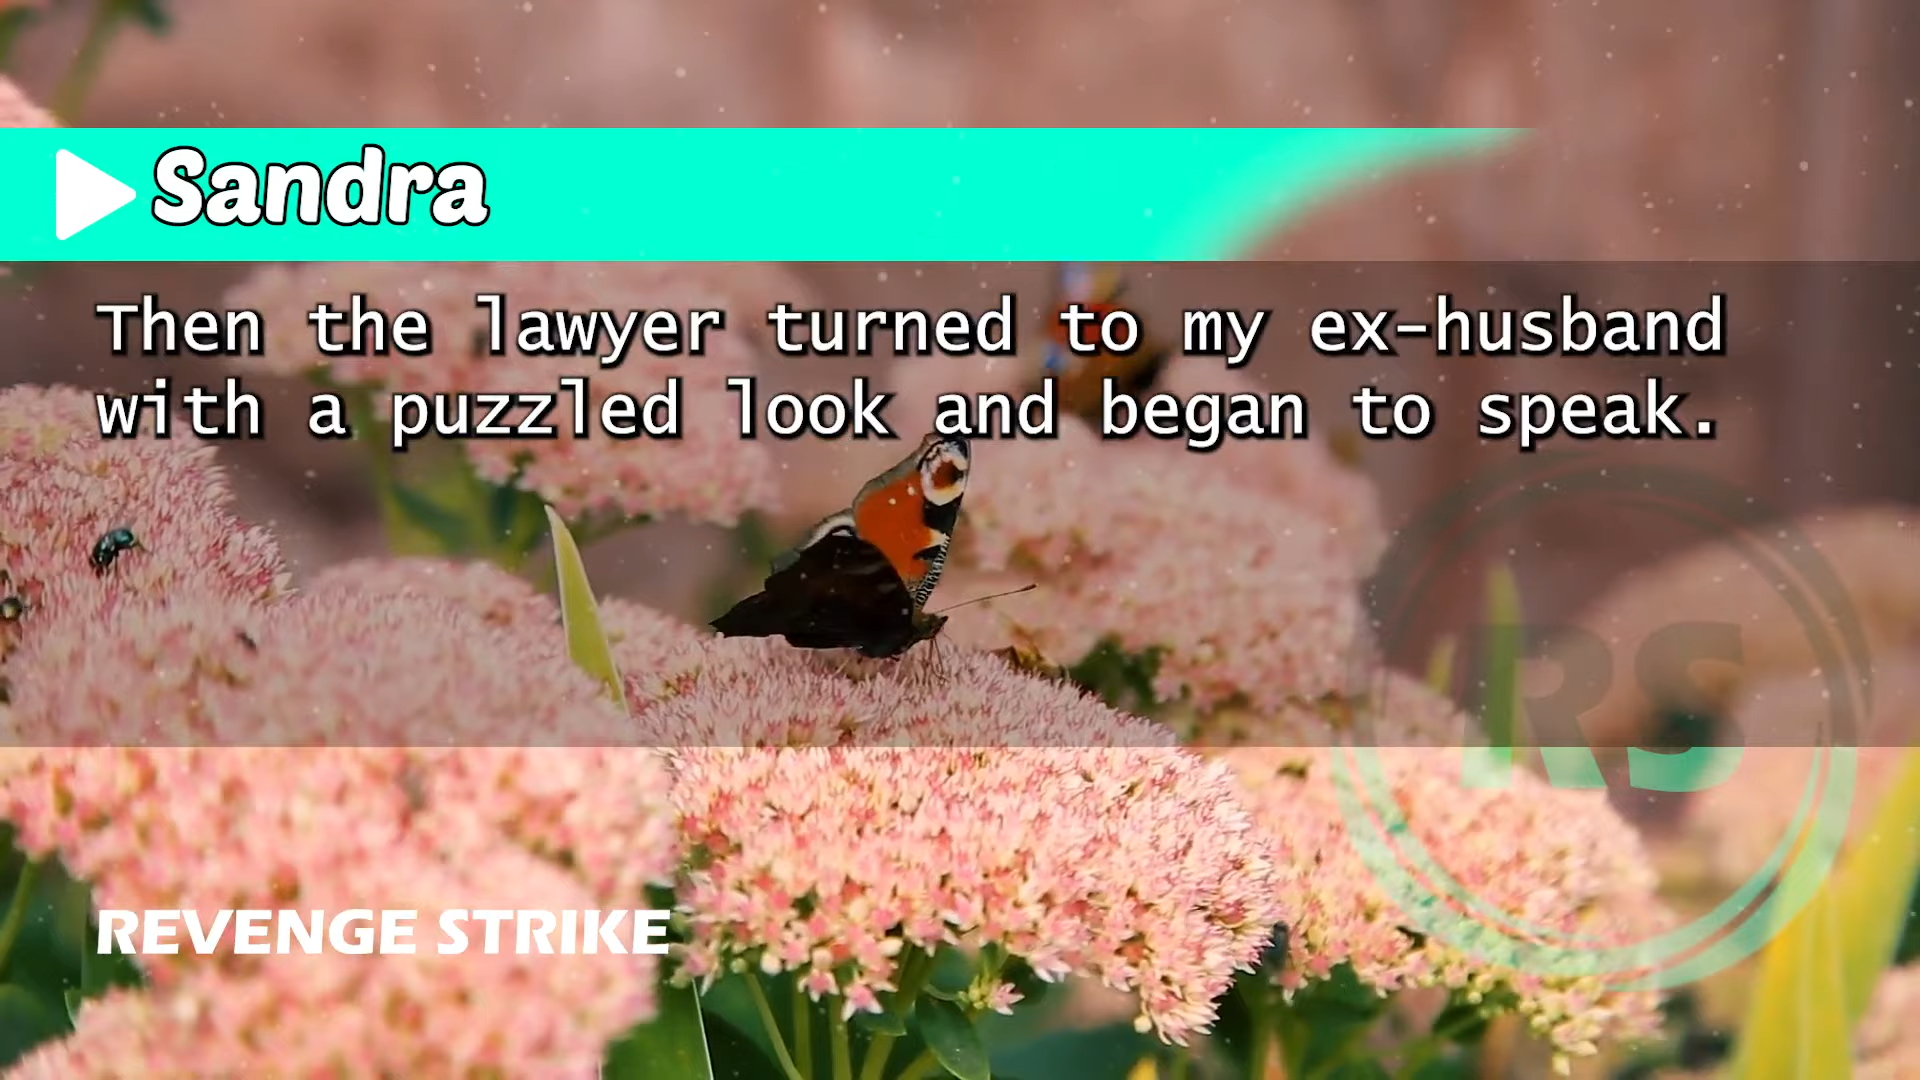 Sandra
Then the lawyer turned to my ex-husband
with a puzzled look and began to speak.
RS
REVENGE STRIKE